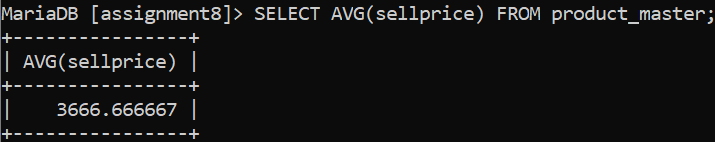 MariaDB [assignment8]> SELECT AVG(sellprice) FROM product_master;
+----------------+
| AVG(sellprice) |
+----------------+
|    3666.666667 |
+----------------+